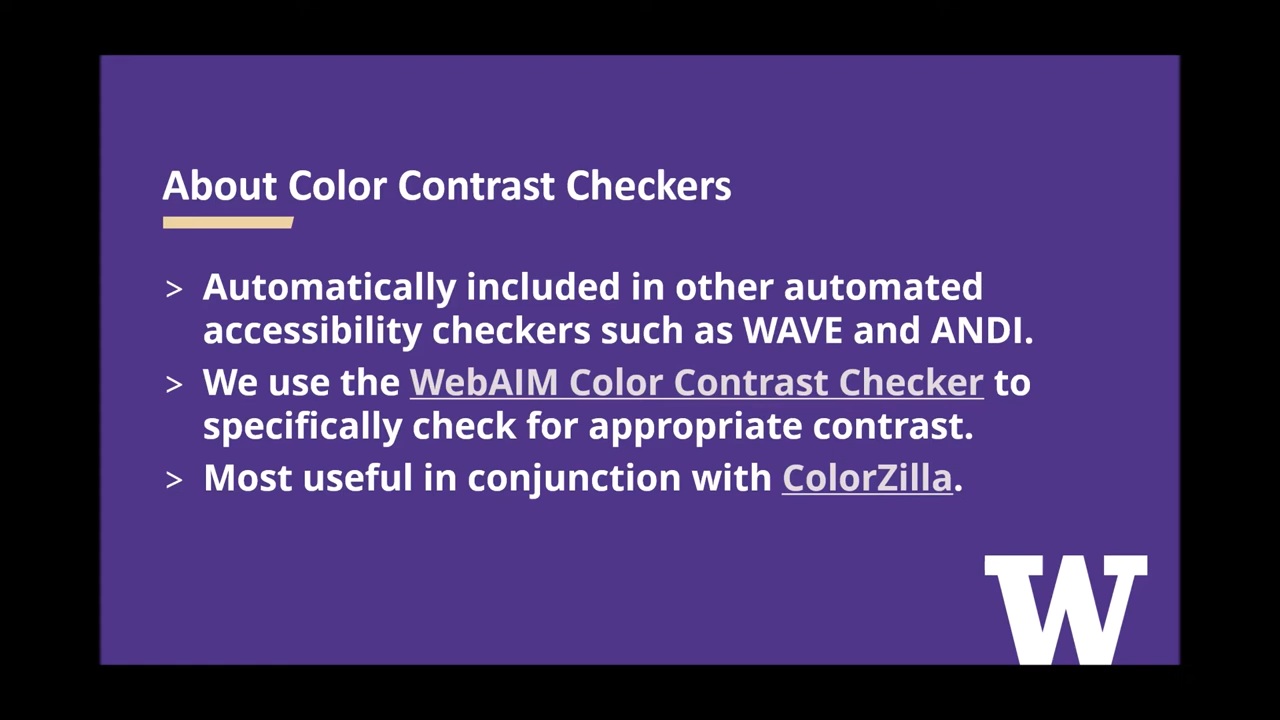 About Color Contrast Checkers
> Automatically included in other automated
accessibility checkers such as WAVE and ANDI.
> We use the WebAIM Color Contrast Checker to
specifically check for appropriate contrast.
> Most useful in conjunction with ColorZilla.
W